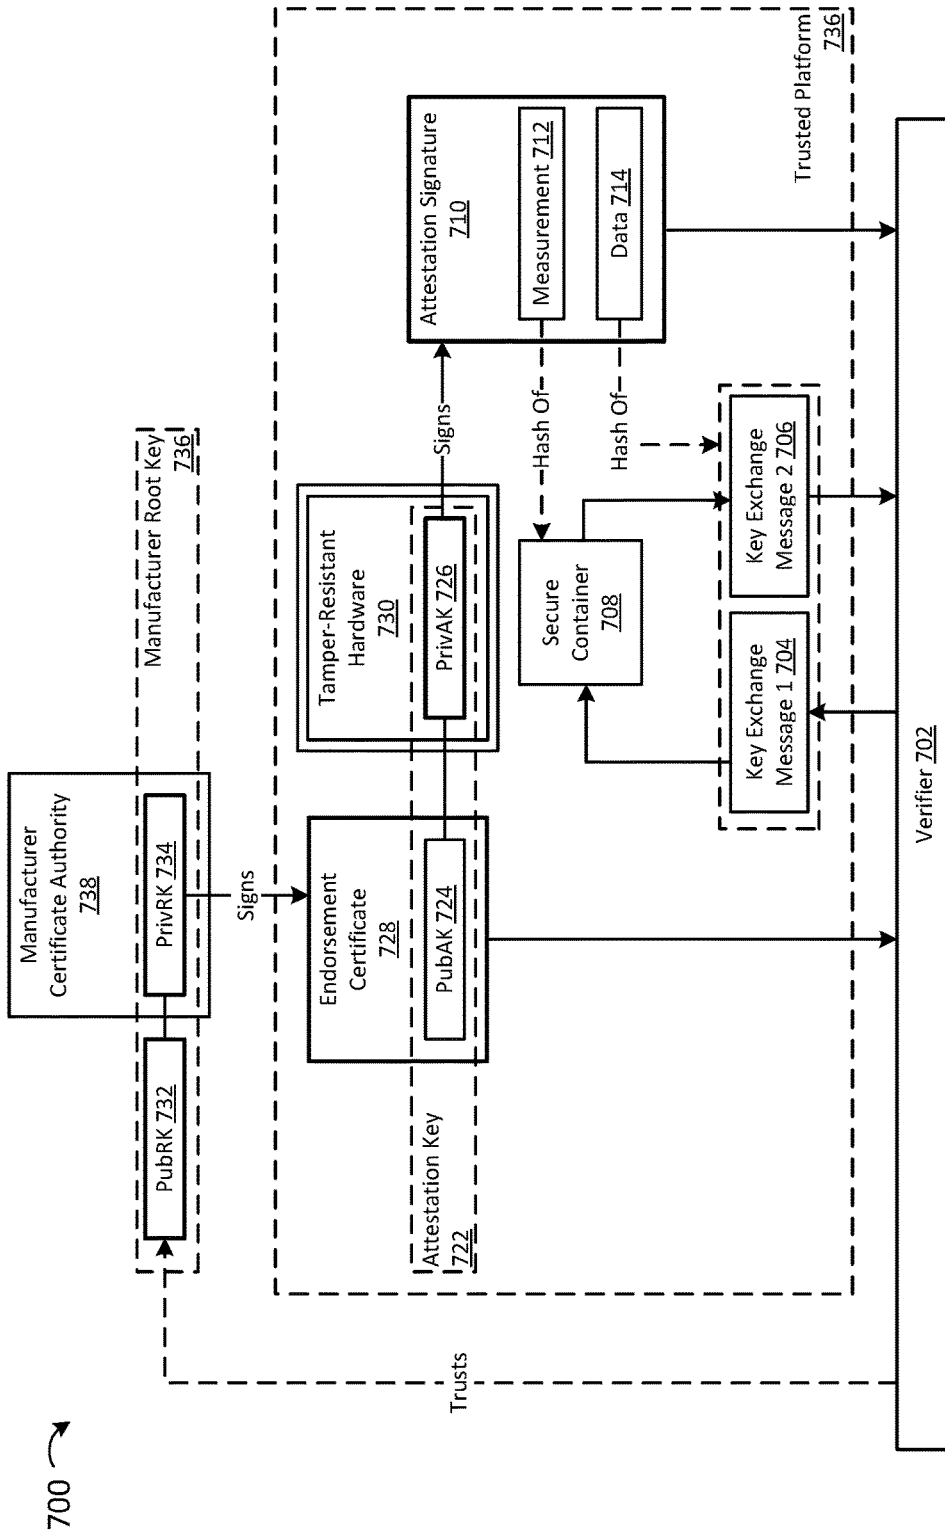 700
Manufacturer
Certificate Authority
738
Manufacturer Root Key
736
PubRK 732
PrivRK 734
Signs
Trusts
Endorsement
Certificate
728
PubAK 724
Attestation Key
722
Tamper-Resistant
Hardware
730
PrivAK 726
Signs
Attestation Signature
710
Measurement 712
Data 714
Hash Of
Hash Of
Secure
Container
708
Key Exchange
Message 1 704
Key Exchange
Message 2 706
Trusted Platform
736
Verifier 702